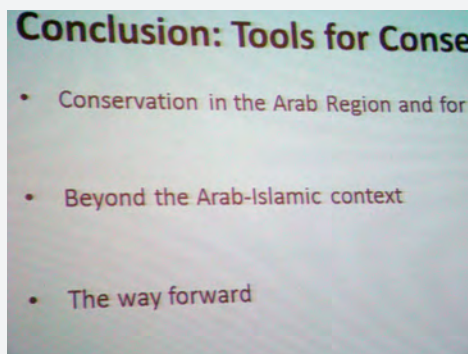 Conclusion: Tools for Conse
• Conservation in the Arab Region and for
• Beyond the Arab-Islamic context
• The way forward